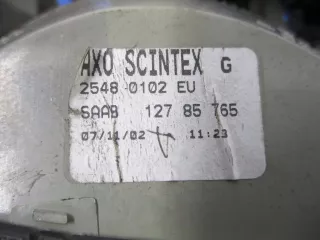 AXO SCINTEX G
2548 0102 EU
SAAB 127 85 765
07/11/02 11:23